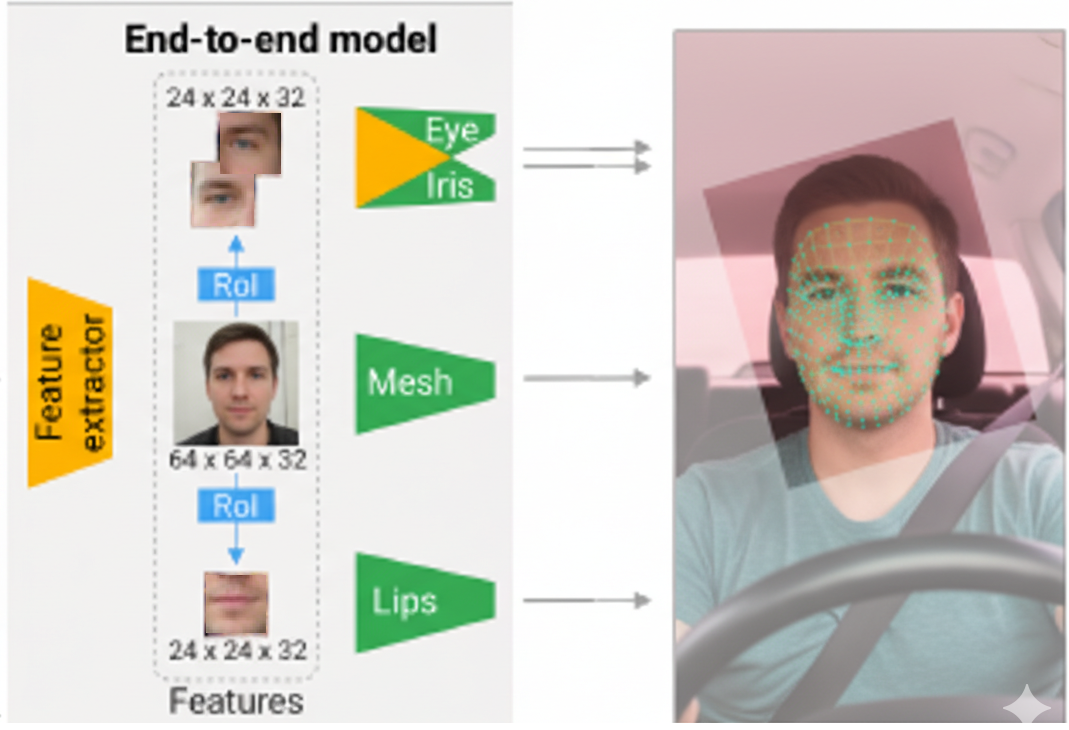 End-to-end model
24 x 24 x 32
Eye
Iris
RoI
Feature
extractor
Mesh
64 x 64 x 32
RoI
Lips
24 x 24 x 32
Features